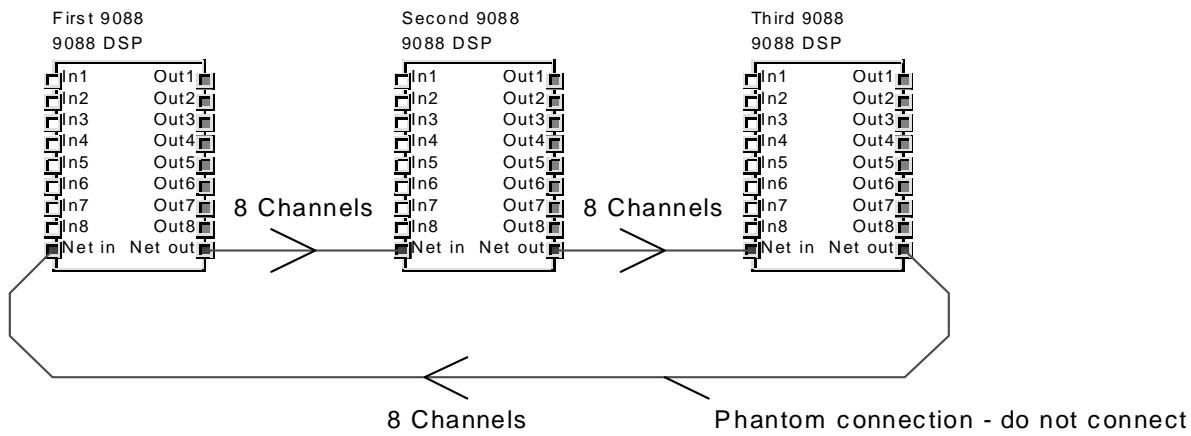 First 9088
9088 DSP
In1 Out1
In2 Out2
In3 Out3
In4 Out4
In5 Out5
In6 Out6
In7 Out7
In8 Out8
Net in Net out
8 Channels
Second 9088
9088 DSP
In1 Out1
In2 Out2
In3 Out3
In4 Out4
In5 Out5
In6 Out6
In7 Out7
In8 Out8
Net in Net out
8 Channels
Third 9088
9088 DSP
In1 Out1
In2 Out2
In3 Out3
In4 Out4
In5 Out5
In6 Out6
In7 Out7
In8 Out8
Net in Net out
8 Channels
Phantom connection - do not connect